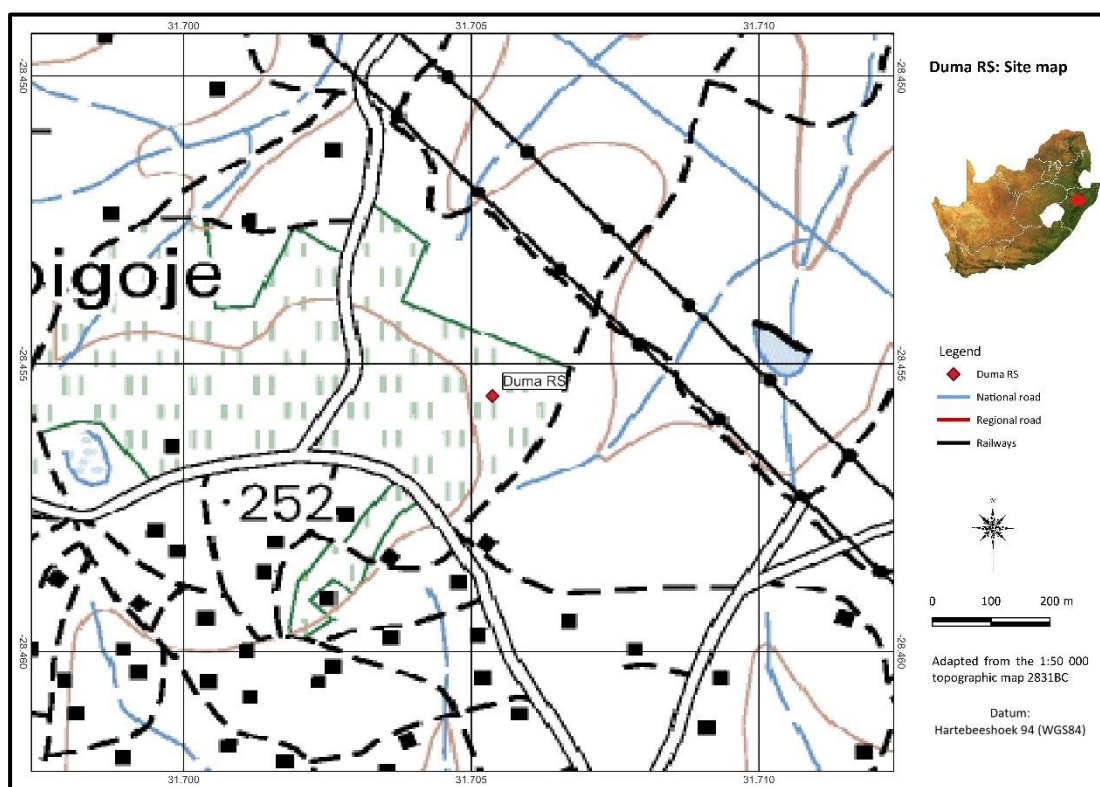 31.700 31.705 31.710
-28.450 -28.450
Duma RS: Site map
bigoje
-28.455 -28.455
Duma RS
Legend
Duma RS
National road
Regional road
Railways
·252
N
0 100 200 m
-28.460 -28.460
Adapted from the 1:50 000
topographic map 2831BC
Datum:
Hartebeeshoek 94 (WGS84)
31.700 31.705 31.710